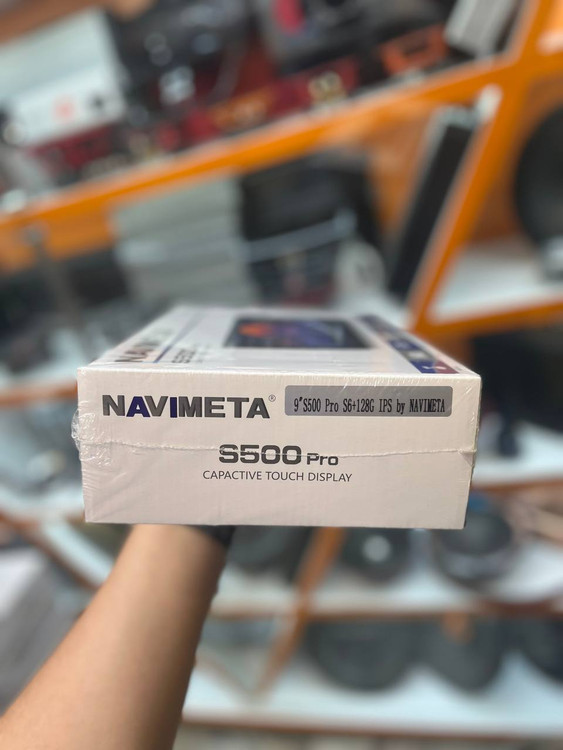 NAVIMETA®
9"S500 Pro S6+128G IPS by NAVIMETA
S500 Pro
CAPACTIVE TOUCH DISPLAY